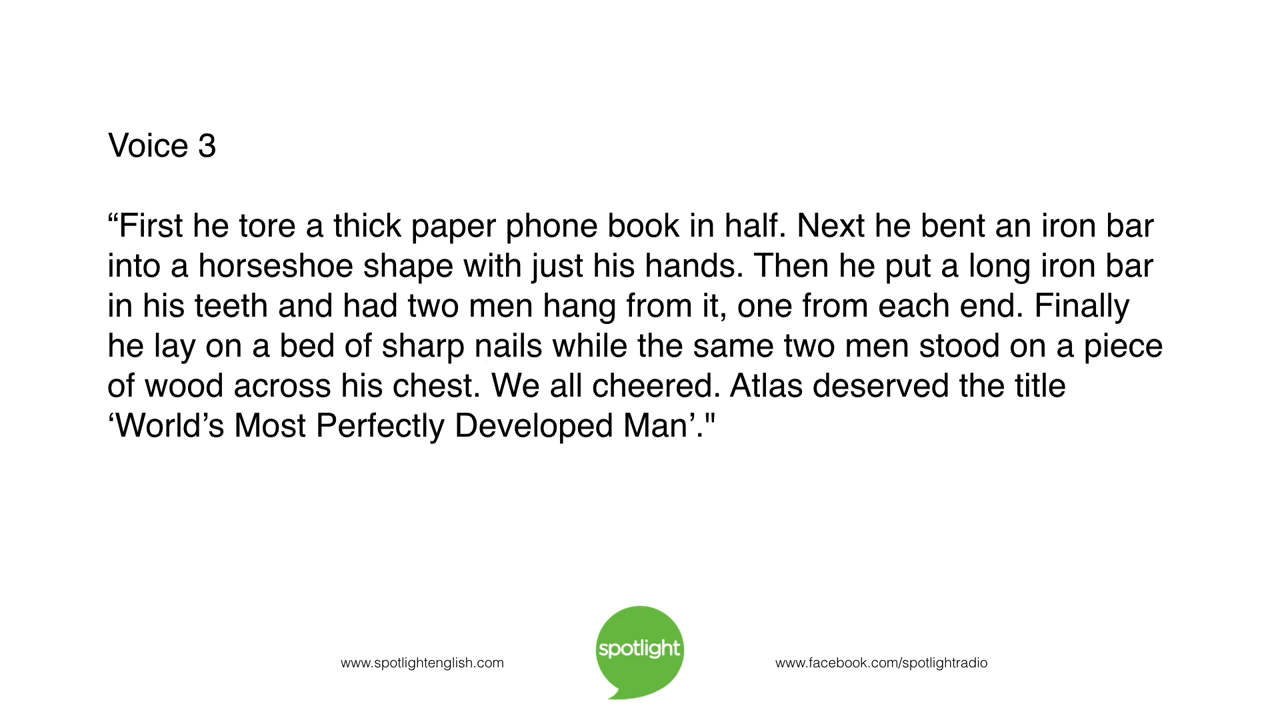 Voice 3
“First he tore a thick paper phone book in half. Next he bent an iron bar
into a horseshoe shape with just his hands. Then he put a long iron bar
in his teeth and had two men hang from it, one from each end. Finally
he lay on a bed of sharp nails while the same two men stood on a piece
of wood across his chest. We all cheered. Atlas deserved the title
‘World’s Most Perfectly Developed Man’."
www.spotlightenglish.com
spotlight
www.facebook.com/spotlightradio